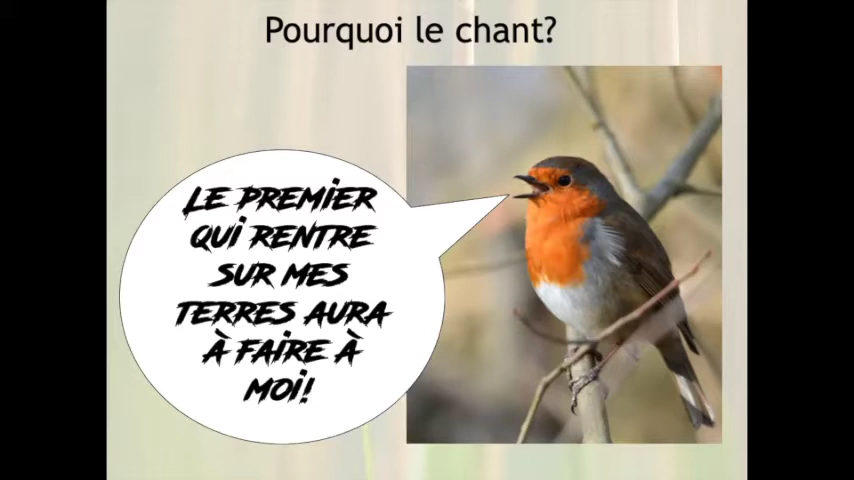 Pourquoi le chant?
LE PREMIER
QUI RENTRE
SUR MES
TERRES AURA
À FAIRE À
MOI!